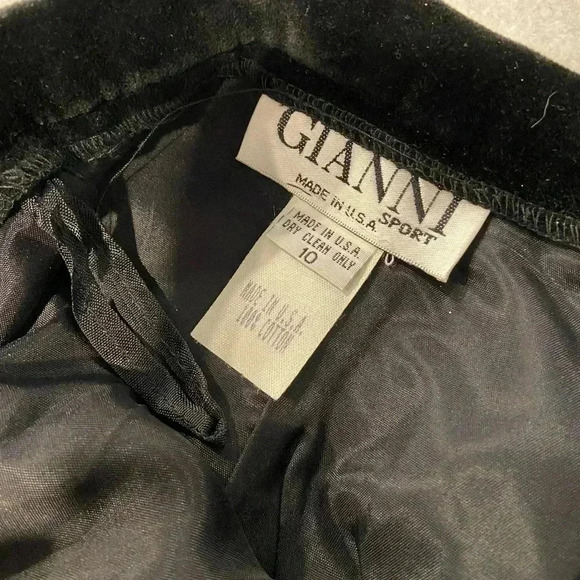 GIANNI
SPORT
MADE IN U.S.A.
MADE IN U.S.A.
DRY CLEAN ONLY
10
MADE IN U.S.A.
100% COTTON